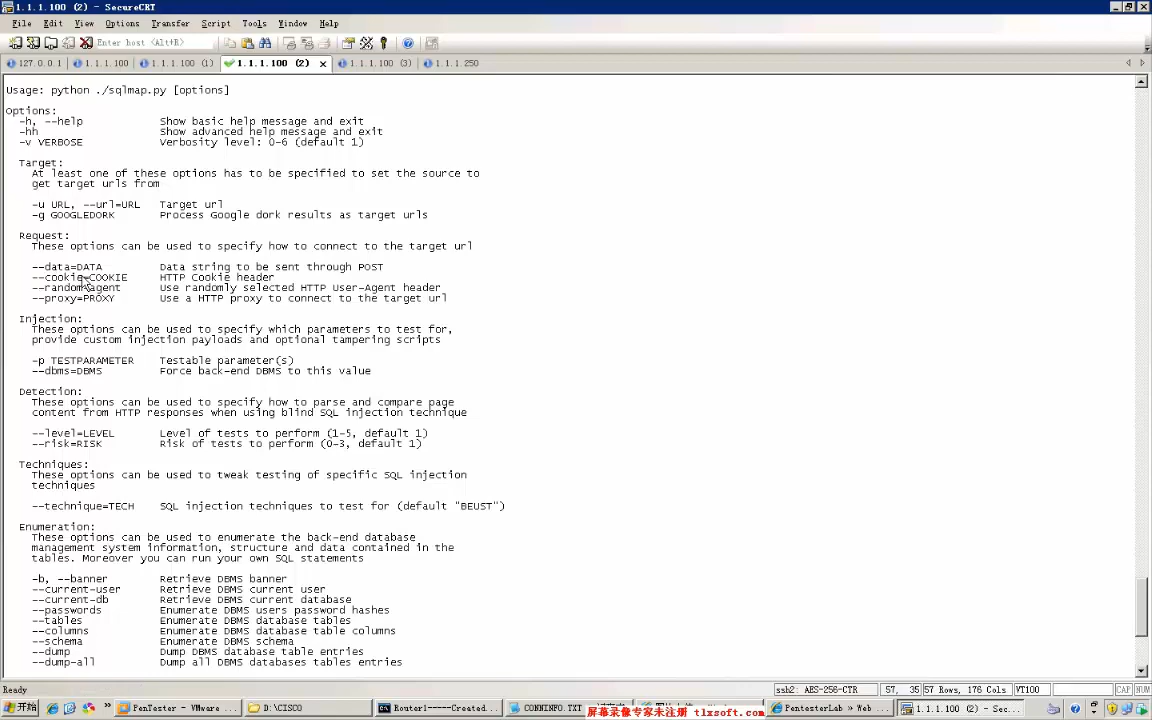 1.1.1.100 (2) - SecureCRT
File Edit View Options Transfer Script Tools Window Help
Enter host <Alt+R>
127.0.0.1 1.1.1.100 1.1.1.100 (1) 1.1.1.100 (2) 1.1.1.100 (3) 1.1.1.250
Usage: python ./sqlmap.py [options]
Options:
-h, --help Show basic help message and exit
-hh Show advanced help message and exit
-v VERBOSE Verbosity level: 0-6 (default 1)
Target:
At least one of these options has to be specified to set the source to
get target urls from
-u URL, --url=URL Target url
-g GOOGLEDORK Process Google dork results as target urls
Request:
These options can be used to specify how to connect to the target url
--data=DATA Data string to be sent through POST
--cookie=COOKIE HTTP Cookie header
--random-agent Use randomly selected HTTP User-Agent header
--proxy=PROXY Use a HTTP proxy to connect to the target url
Injection:
These options can be used to specify which parameters to test for,
provide custom injection payloads and optional tampering scripts
-p TESTPARAMETER Testable parameter(s)
--dbms=DBMS Force back-end DBMS to this value
Detection:
These options can be used to specify how to parse and compare page
content from HTTP responses when using blind SQL injection technique
--level=LEVEL Level of tests to perform (1-5, default 1)
--risk=RISK Risk of tests to perform (0-3, default 1)
Techniques:
These options can be used to tweak testing of specific SQL injection
techniques
--technique=TECH SQL injection techniques to test for (default "BEUST")
Enumeration:
These options can be used to enumerate the back-end database
management system information, structure and data contained in the
tables. Moreover you can run your own SQL statements
-b, --banner Retrieve DBMS banner
--current-user Retrieve DBMS current user
--current-db Retrieve DBMS current database
--passwords Enumerate DBMS users password hashes
--tables Enumerate DBMS database tables
--columns Enumerate DBMS database table columns
--schema Enumerate DBMS schema
--dump Dump DBMS database table entries
--dump-all Dump all DBMS databases tables entries
Ready ssh2: AES-256-CTR 57, 35 57 Rows, 176 Cols VT100 CAP NUM
开始 PenTester - VMware ... D:\CISCO Router1-----Created... CONNINFO.TXT PentesterLab » Web ... 1.1.1.100 (2) - Sec...
屏幕录像专家未注册 tlxsoft.com